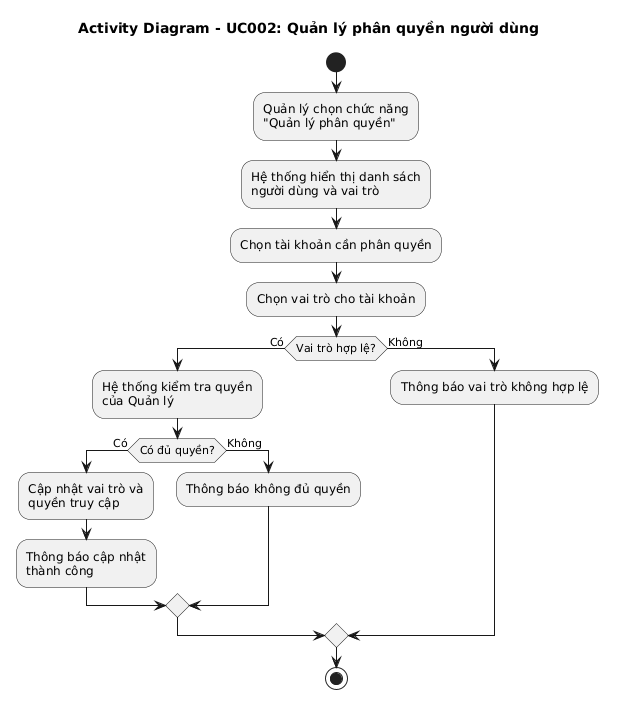 Activity Diagram - UC002: Quản lý phân quyền người dùng
Quản lý chọn chức năng
"Quản lý phân quyền"
Hệ thống hiển thị danh sách
người dùng và vai trò
Chọn tài khoản cần phân quyền
Chọn vai trò cho tài khoản
Có
Vai trò hợp lệ?
Không
Hệ thống kiểm tra quyền
của Quản lý
Thông báo vai trò không hợp lệ
Có
Có đủ quyền?
Không
Cập nhật vai trò và
quyền truy cập
Thông báo không đủ quyền
Thông báo cập nhật
thành công